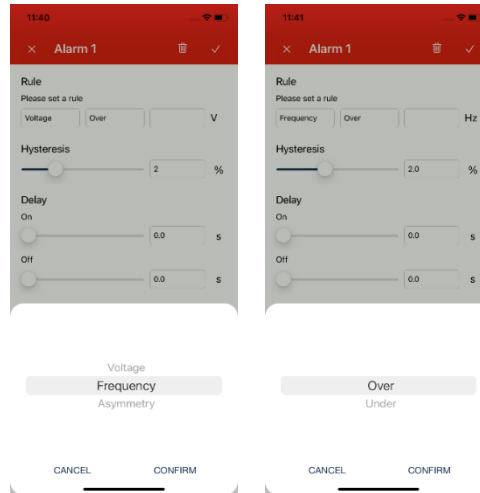 11:40
Alarm 1
Rule
Please set a rule
Voltage Over V
Hysteresis
2 %
Delay
On
0.0 s
Off
0.0 s
Voltage
Frequency
Asymmetry
CANCEL CONFIRM
11:41
Alarm 1
Rule
Please set a rule
Frequency Over Hz
Hysteresis
2.0 %
Delay
On
0.0 s
Off
0.0 s
Over
Under
CANCEL CONFIRM